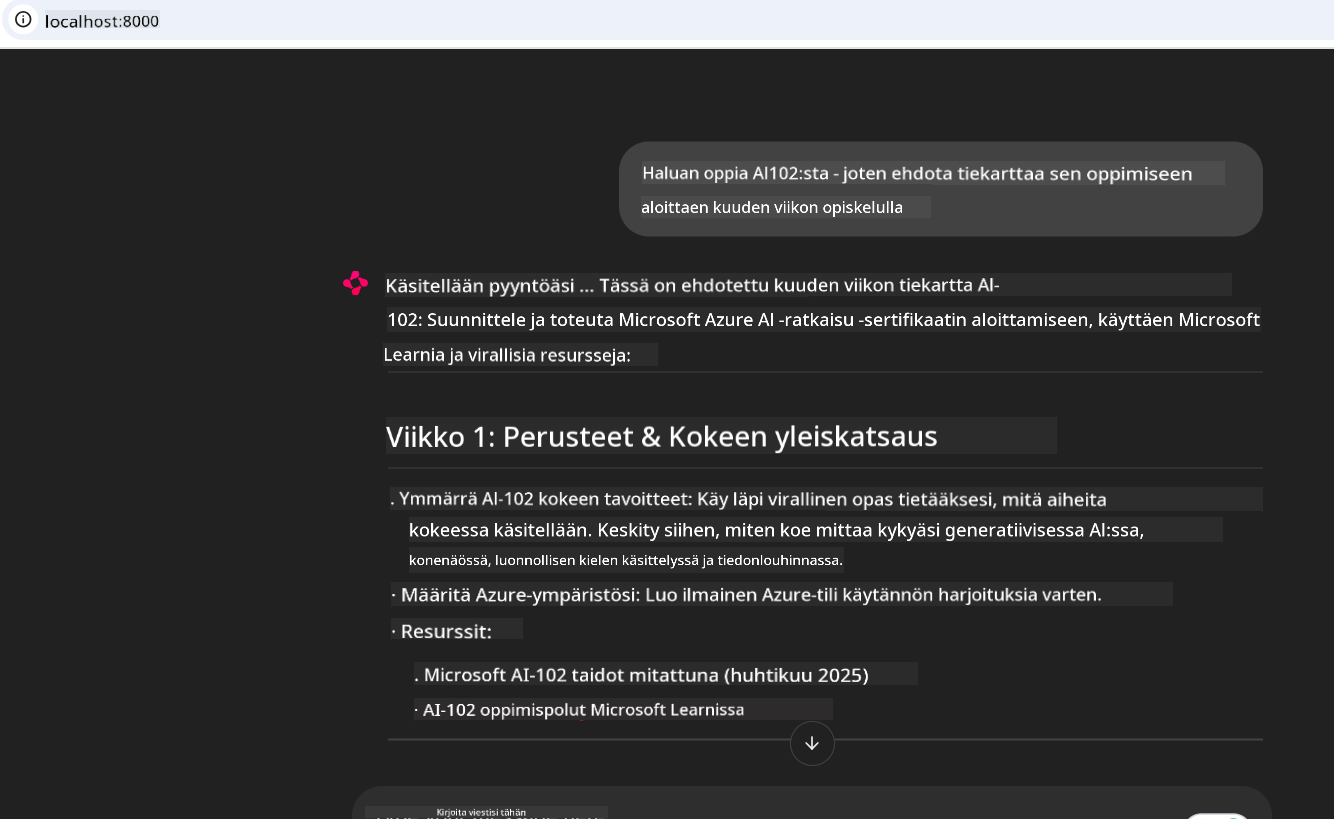 localhost:8000
Haluan oppia AI102:sta - joten ehdota tiekarttaa sen oppimiseen
aloittaen kuuden viikon opiskelulla
Käsitellään pyyntöäsi ... Tässä on ehdotettu kuuden viikon tiekartta AI-
102: Suunnittele ja toteuta Microsoft Azure AI -ratkaisu -sertifikaatin aloittamiseen, käyttäen Microsoft
Learnia ja virallisia resursseja:
Viikko 1: Perusteet & Kokeen yleiskatsaus
. Ymmärrä AI-102 kokeen tavoitteet: Käy läpi virallinen opas tietääksesi, mitä aiheita
kokeessa käsitellään. Keskity siihen, miten koe mittaa kykyäsi generatiivisessa AI:ssa,
konenäössä, luonnollisen kielen käsittelyssä ja tiedonlouhinnassa.
· Määritä Azure-ympäristösi: Luo ilmainen Azure-tili käytännön harjoituksia varten.
· Resurssit:
. Microsoft AI-102 taidot mitattuna (huhtikuu 2025)
· AI-102 oppimispolut Microsoft Learnissa
Kirjoita viestisi tähän